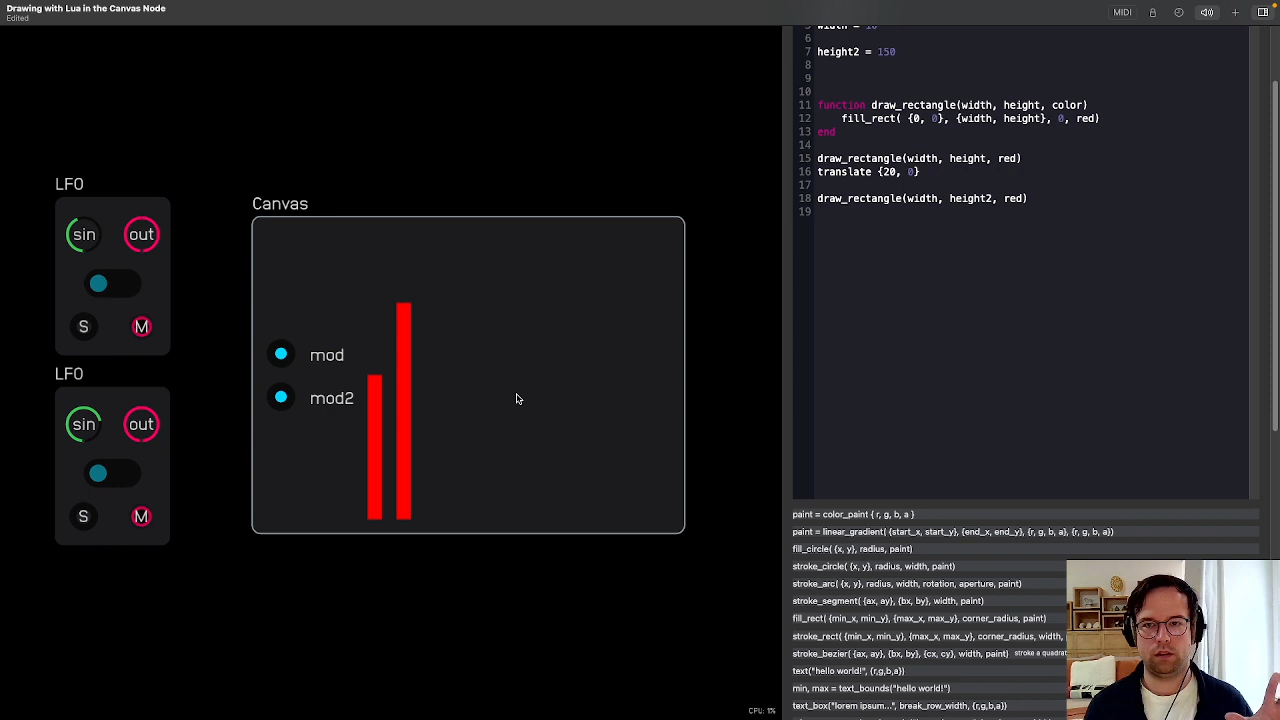 Drawing with Lua in the Canvas Node
Edited
MIDI
LFO
sin
out
S
M
LFO
sin
out
S
M
Canvas
mod
mod2
CPU: 1%
6
7 height2 = 150
8
9
10
11 function draw_rectangle(width, height, color)
12 fill_rect( {0, 0}, {width, height}, 0, red)
13 end
14
15 draw_rectangle(width, height, red)
16 translate {20, 0}
17
18 draw_rectangle(width, height2, red)
19
paint = color_paint { r, g, b, a }
paint = linear_gradient( {start_x, start_y}, {end_x, end_y}, {r, g, b, a}, {r, g, b, a})
fill_circle( {x, y}, radius, paint)
stroke_circle( {x, y}, radius, width, paint)
stroke_arc( {x, y}, radius, width, rotation, aperture, paint)
stroke_segment( {ax, ay}, {bx, by}, width, paint)
fill_rect( {min_x, min_y}, {max_x, max_y}, corner_radius, paint)
stroke_rect( {min_x, min_y}, {max_x, max_y}, corner_radius, width,
stroke_bezier( {ax, ay}, {bx, by}, {cx, cy}, width, paint) stroke a quadrat
text("hello world!", {r,g,b,a})
min, max = text_bounds("hello world!")
text_box("lorem ipsum...", break_row_width, {r,g,b,a})